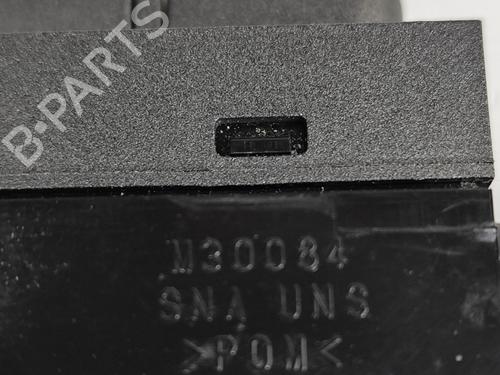 B-PARTS
M30084
SNA UNS
>POM<